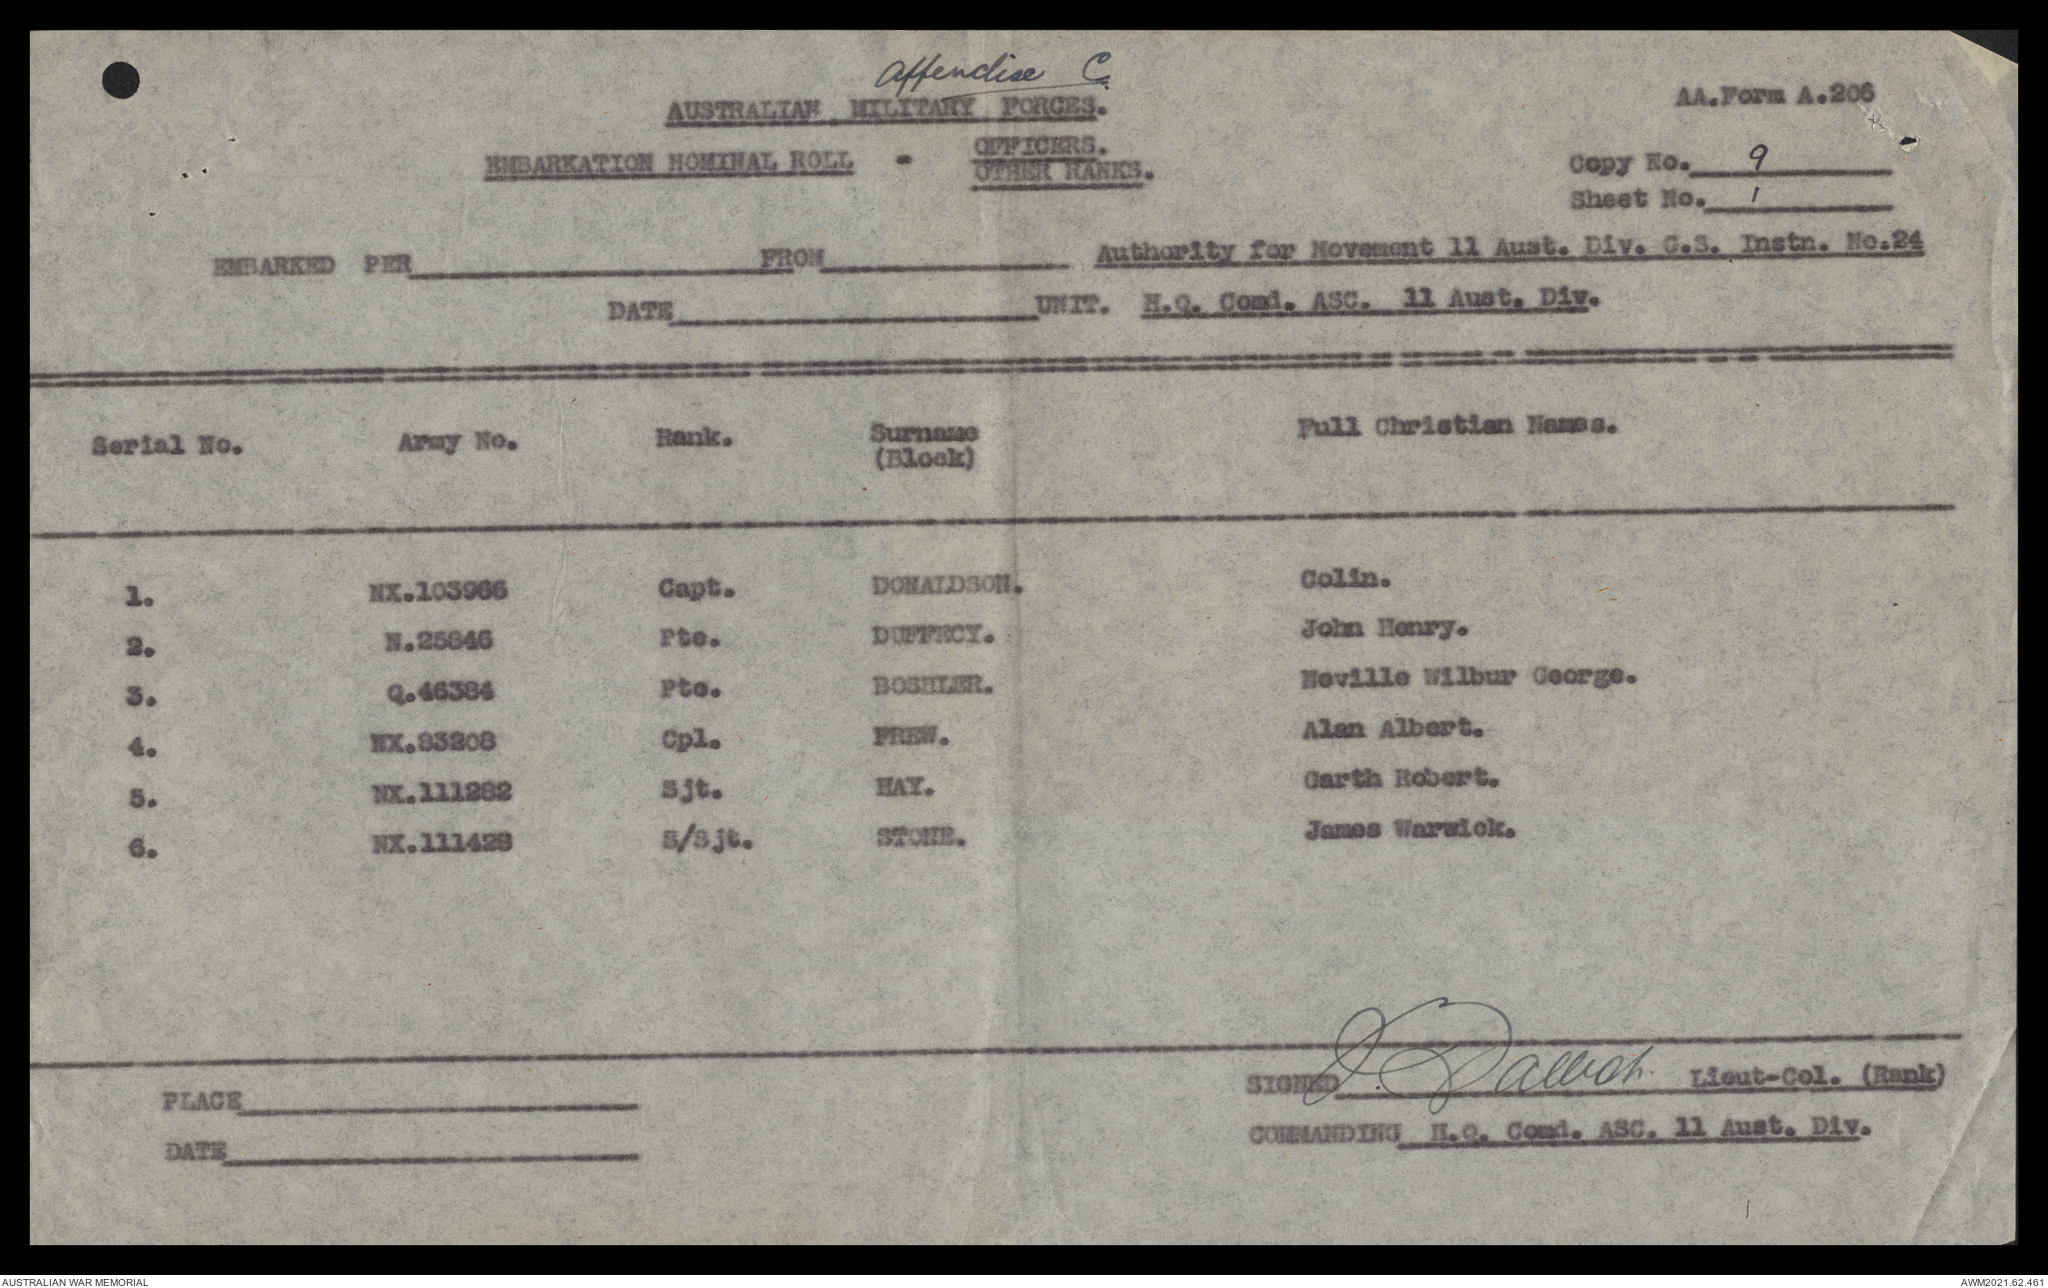 Appendise C
AUSTRALIAN MILITARY FORCES.
AA.Form A.206
EMBARKATION NOMINAL ROLL - OFFICERS.
OTHER RANKS.
Copy No. 9
Sheet No. 1
EMBARKED PER FROM Authority for Movement 11 Aust. Div. G.S. Instn. No.24
DATE UNIT. H.Q. Comd. ASC. 11 Aust. Div.
Serial No. Army No. Rank. Surname (Block) Full Christian Names.
1. NX.103966 Capt. DONALDSON. Colin.
2. N.25846 Pte. DUFFECY. John Henry.
3. Q.46384 Pte. BOSHLER. Neville Wilbur George.
4. NX.83208 Cpl. FREW. Alan Albert.
5. NX.111282 Sjt. HAY. Garth Robert.
6. NX.111428 S/Sjt. STONE. James Warwick.
PLACE
SIGNED Lieut-Col. (Rank)
DATE
COMMANDING H.Q. Comd. ASC. 11 Aust. Div.
AUSTRALIAN WAR MEMORIAL
AWM2021.62.461